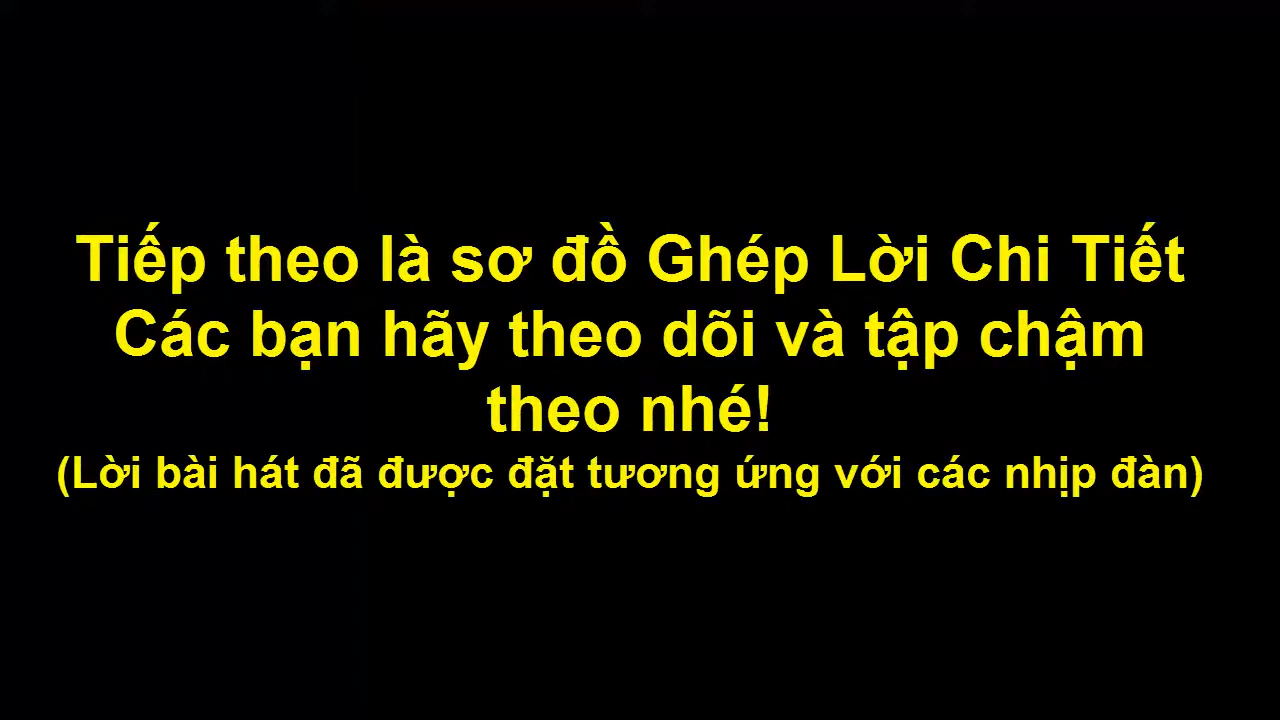 Tiếp theo là sơ đồ Ghép Lời Chi Tiết
Các bạn hãy theo dõi và tập chậm
theo nhé!
(Lời bài hát đã được đặt tương ứng với các nhịp đàn)